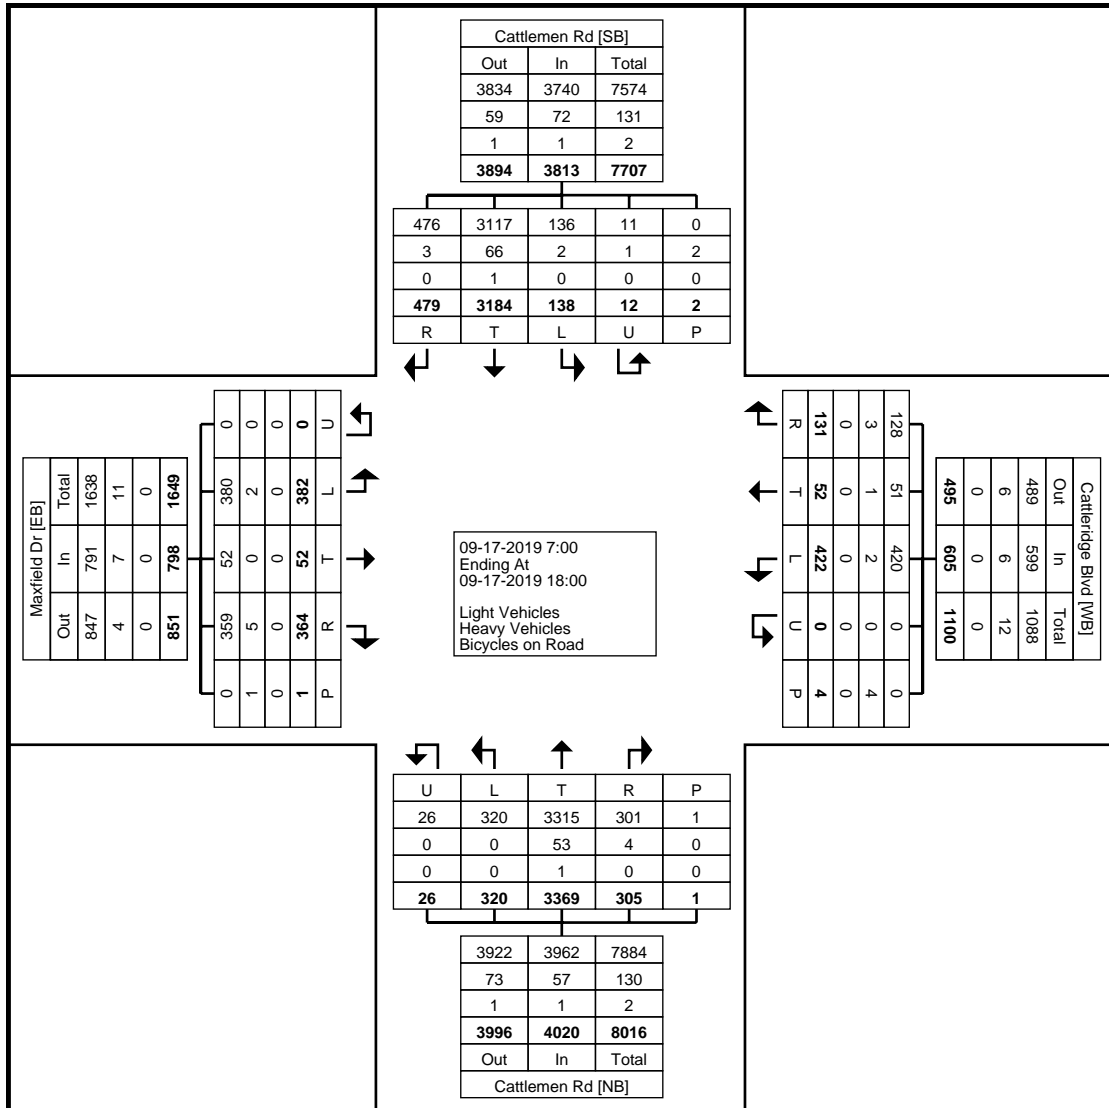 Cattlemen Rd [SB]
Out In Total
3834 3740 7574
59 72 131
1 1 2
3894 3813 7707
476 3117 136 11 0
3 66 2 1 2
0 1 0 0 0
479 3184 138 12 2
R T L U P
Maxfield Dr [EB]
Total In Out
1638 791 847
11 7 4
0 0 0
1649 798 851
0 380 52 359 0
0 2 0 5 1
0 0 0 0 0
0 382 52 364 1
U L T R P
09-17-2019 7:00
Ending At
09-17-2019 18:00
Light Vehicles
Heavy Vehicles
Bicycles on Road
R T L U P
131 52 422 0 4
0 0 0 0 0
3 1 2 0 4
128 51 420 0 0
Cattleridge Blvd [WB]
Out In Total
489 599 1088
6 6 12
0 0 0
495 605 1100
U L T R P
26 320 3315 301 1
0 0 53 4 0
0 0 1 0 0
26 320 3369 305 1
3922 3962 7884
73 57 130
1 1 2
3996 4020 8016
Out In Total
Cattlemen Rd [NB]